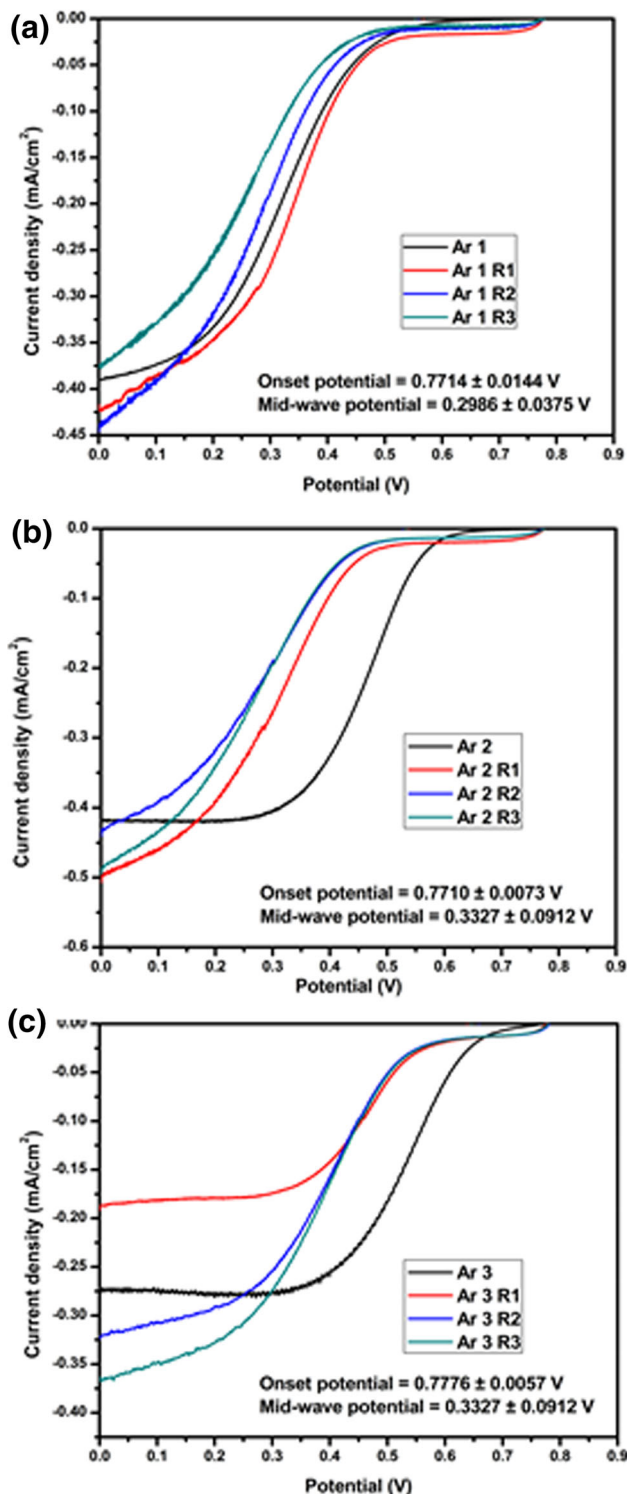 (a)
0.00
-0.05
-0.10
-0.15
-0.20
-0.25
-0.30
-0.35
-0.40
-0.45
Current density (mA/cm²)
Ar 1
Ar 1 R1
Ar 1 R2
Ar 1 R3
Onset potential = 0.7714 ± 0.0144 V
Mid-wave potential = 0.2986 ± 0.0375 V
0.0 0.1 0.2 0.3 0.4 0.5 0.6 0.7 0.8 0.9
Potential (V)
(b)
0.0
-0.1
-0.2
-0.3
-0.4
-0.5
-0.6
Current density (mA/cm²)
Ar 2
Ar 2 R1
Ar 2 R2
Ar 2 R3
Onset potential = 0.7710 ± 0.0073 V
Mid-wave potential = 0.3327 ± 0.0912 V
0.0 0.1 0.2 0.3 0.4 0.5 0.6 0.7 0.8 0.9
Potential (V)
(c)
0.00
-0.05
-0.10
-0.15
-0.20
-0.25
-0.30
-0.35
-0.40
Current density (mA/cm²)
Ar 3
Ar 3 R1
Ar 3 R2
Ar 3 R3
Onset potential = 0.7776 ± 0.0057 V
Mid-wave potential = 0.3327 ± 0.0912 V
0.0 0.1 0.2 0.3 0.4 0.5 0.6 0.7 0.8 0.9
Potential (V)